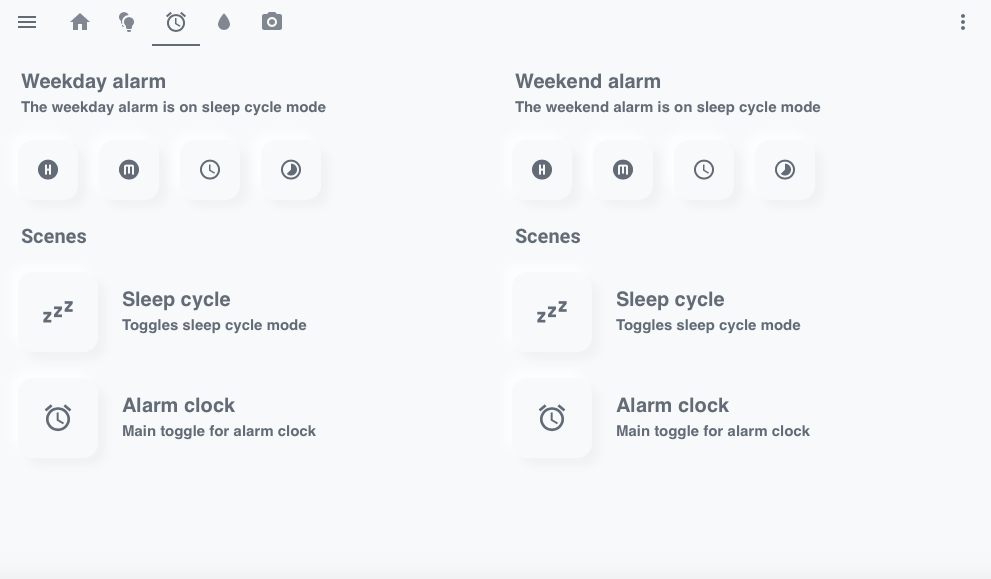 Weekday alarm
The weekday alarm is on sleep cycle mode
H
m
Scenes
zzz
Sleep cycle
Toggles sleep cycle mode
Alarm clock
Main toggle for alarm clock
Weekend alarm
The weekend alarm is on sleep cycle mode
H
m
Scenes
zzz
Sleep cycle
Toggles sleep cycle mode
Alarm clock
Main toggle for alarm clock